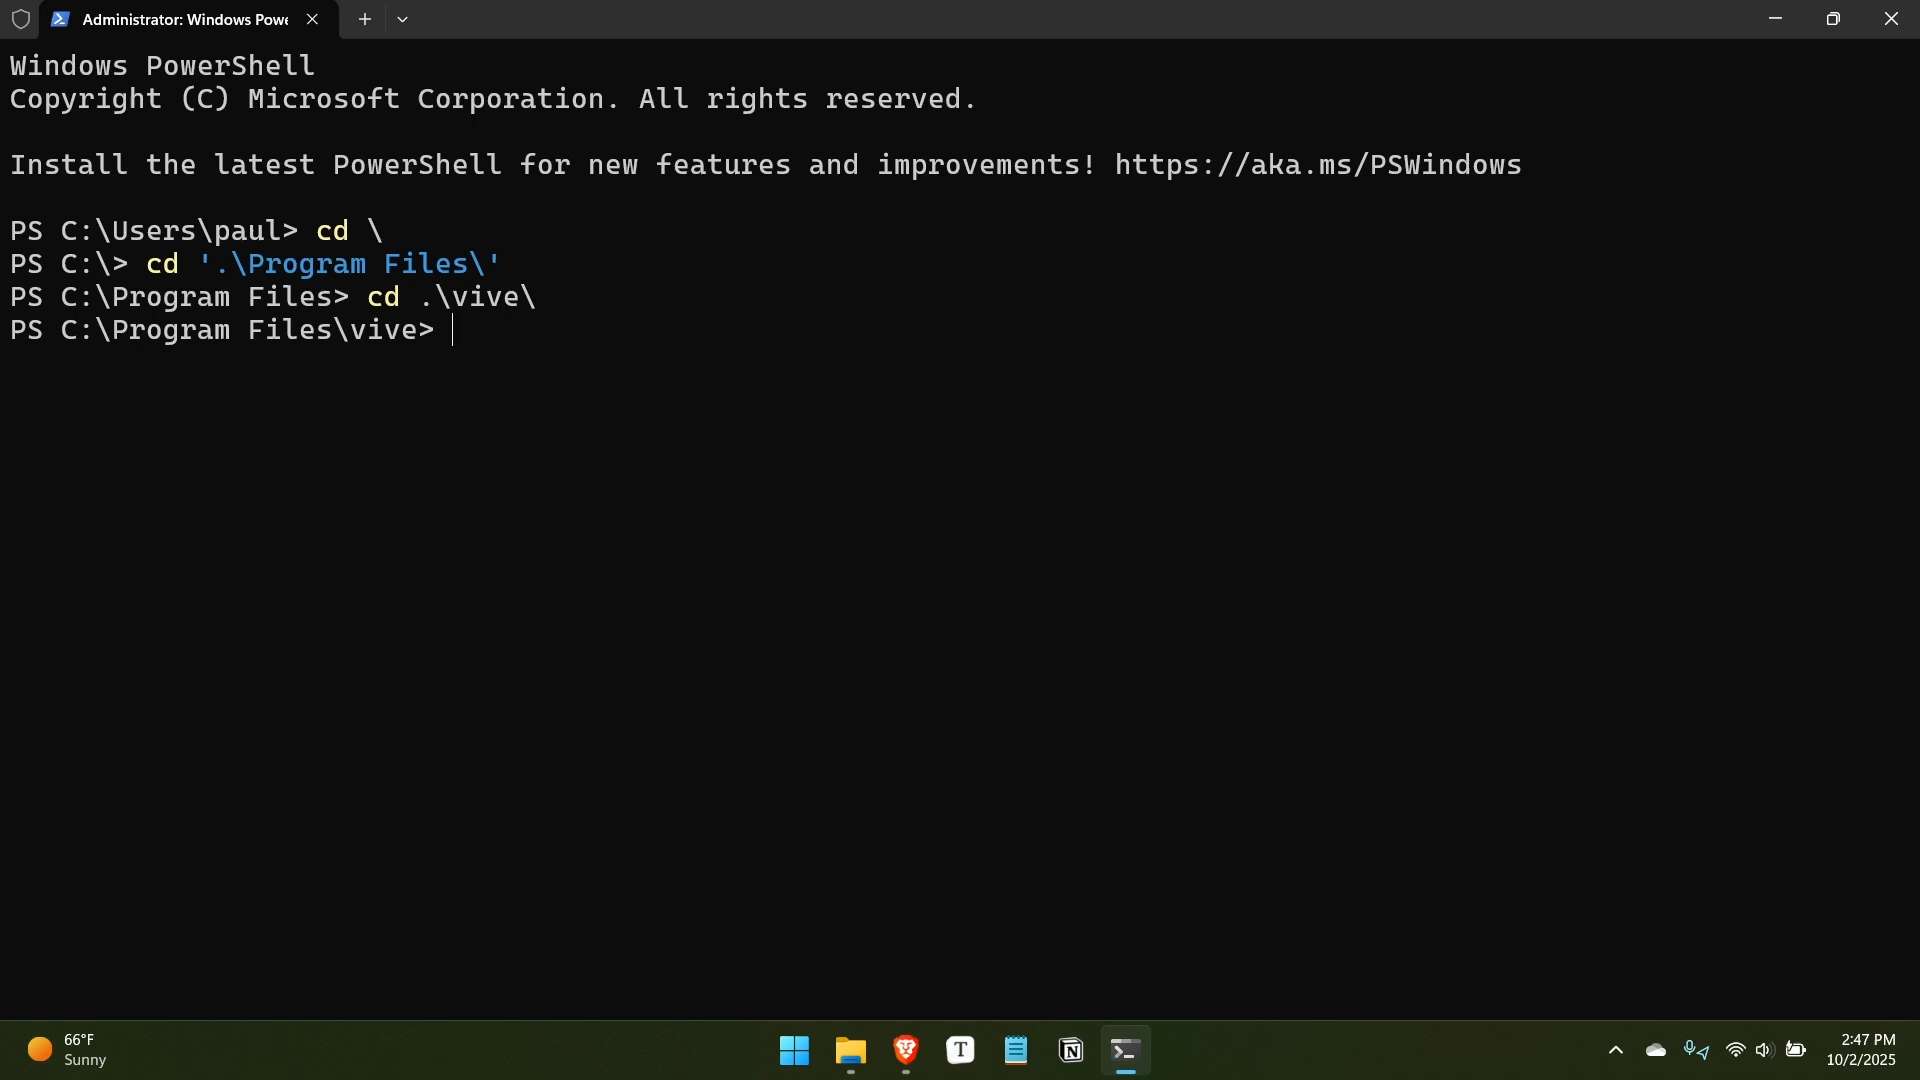 Administrator: Windows Powe
Windows PowerShell
Copyright (C) Microsoft Corporation. All rights reserved.
Install the latest PowerShell for new features and improvements! https://aka.ms/PSWindows
PS C:\Users\paul> cd \
PS C:\> cd '.\Program Files\'
PS C:\Program Files> cd .\vive\
PS C:\Program Files\vive>
66°F
Sunny
T
N
2:47 PM
10/2/2025